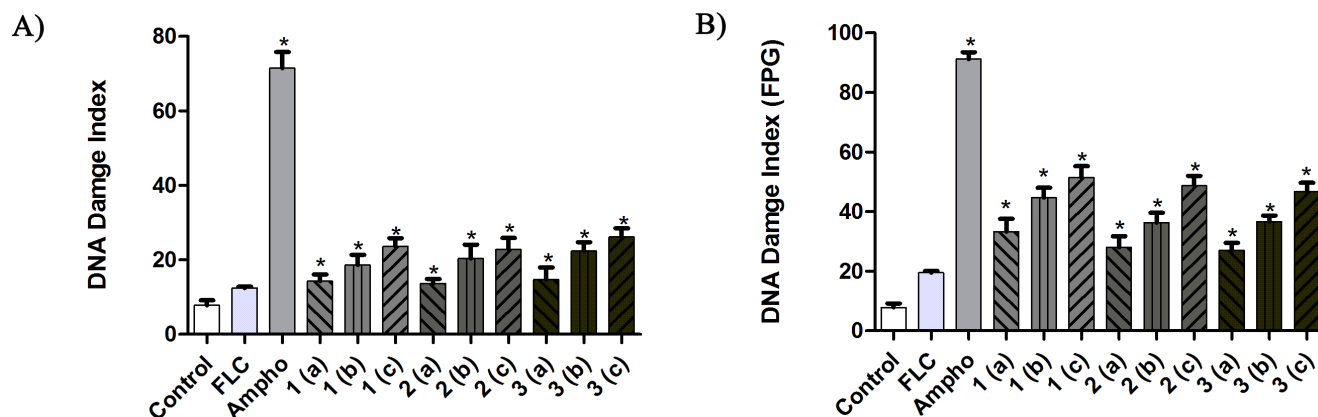 A)
DNA Damge Index
80
60
40
20
0
*
*
*
*
*
*
*
*
*
*
Control
FLC
Ampho
1 (a)
1 (b)
1 (c)
2 (a)
2 (b)
2 (c)
3 (a)
3 (b)
3 (c)
B)
DNA Damge Index (FPG)
100
80
60
40
20
0
*
*
*
*
*
*
*
*
*
*
Control
FLC
Ampho
1 (a)
1 (b)
1 (c)
2 (a)
2 (b)
2 (c)
3 (a)
3 (b)
3 (c)